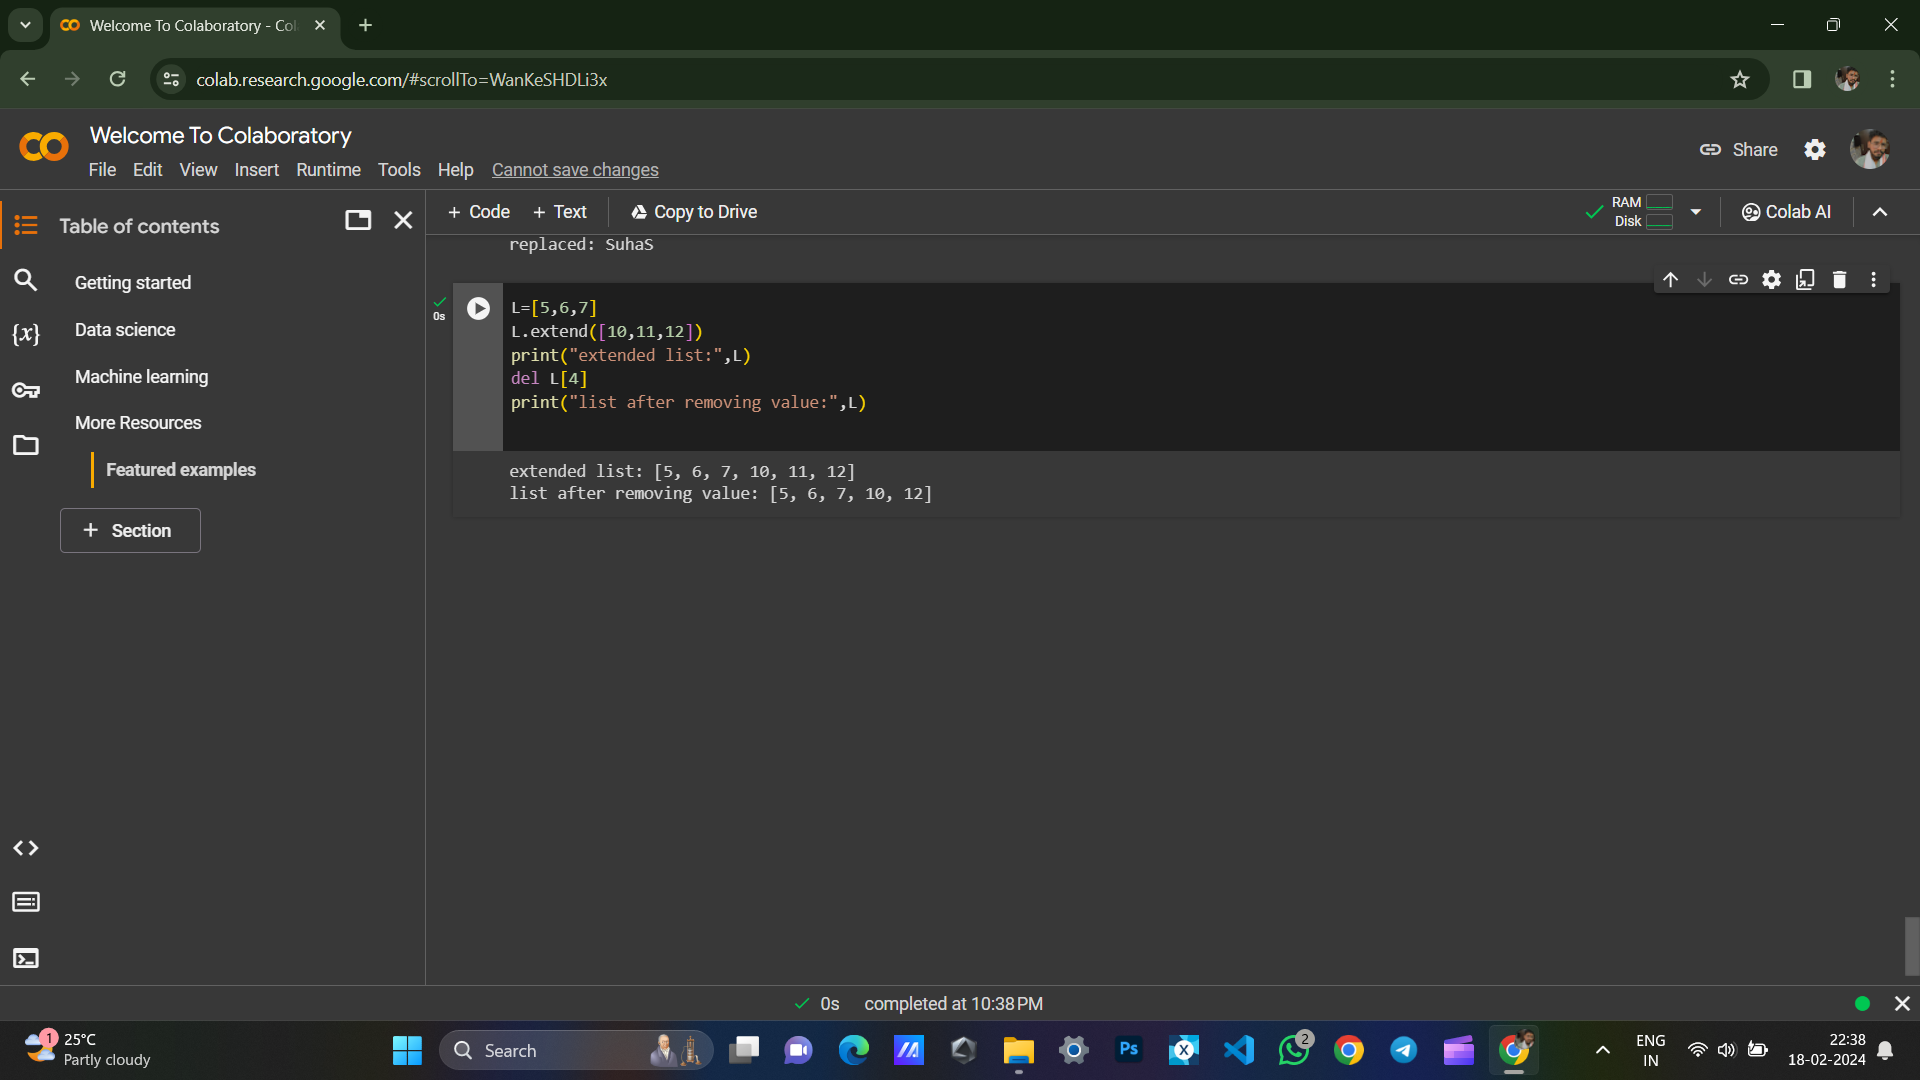 Welcome To Colaboratory - Col
colab.research.google.com/#scrollTo=WanKeSHDLi3x
Welcome To Colaboratory
File Edit View Insert Runtime Tools Help Cannot save changes
Share
Table of contents
+ Code + Text Copy to Drive
RAM
Disk
Colab AI
Getting started
Data science
Machine learning
More Resources
Featured examples
+ Section
replaced: SuhaS
0s
L=[5,6,7]
L.extend([10,11,12])
print("extended list:",L)
del L[4]
print("list after removing value:",L)
extended list: [5, 6, 7, 10, 11, 12]
list after removing value: [5, 6, 7, 10, 12]
0s completed at 10:38 PM
1
25°C
Partly cloudy
Search
Ps
X
2
ENG
IN
22:38
18-02-2024